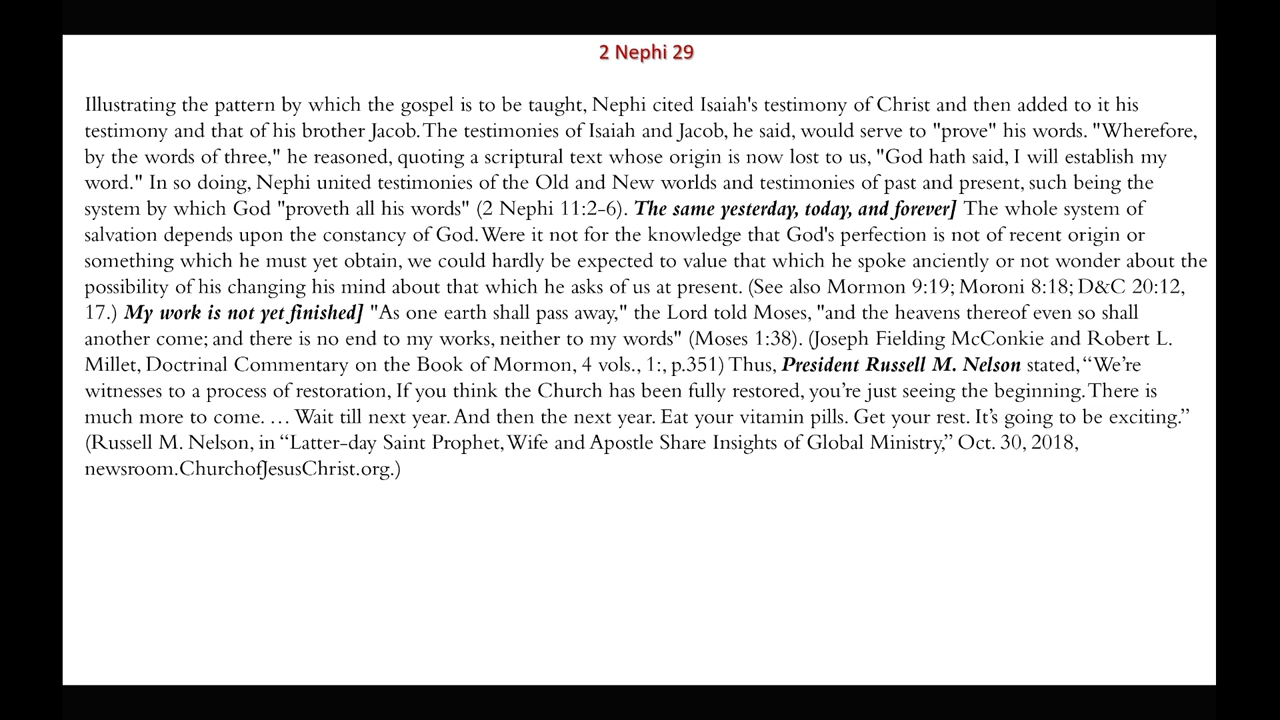 2 Nephi 29
Illustrating the pattern by which the gospel is to be taught, Nephi cited Isaiah's testimony of Christ and then added to it his
testimony and that of his brother Jacob. The testimonies of Isaiah and Jacob, he said, would serve to "prove" his words. "Wherefore,
by the words of three," he reasoned, quoting a scriptural text whose origin is now lost to us, "God hath said, I will establish my
word." In so doing, Nephi united testimonies of the Old and New worlds and testimonies of past and present, such being the
system by which God "proveth all his words" (2 Nephi 11:2-6). The same yesterday, today, and forever] The whole system of
salvation depends upon the constancy of God. Were it not for the knowledge that God's perfection is not of recent origin or
something which he must yet obtain, we could hardly be expected to value that which he spoke anciently or not wonder about the
possibility of his changing his mind about that which he asks of us at present. (See also Mormon 9:19; Moroni 8:18; D&C 20:12,
17.) My work is not yet finished] "As one earth shall pass away," the Lord told Moses, "and the heavens thereof even so shall
another come; and there is no end to my works, neither to my words" (Moses 1:38). (Joseph Fielding McConkie and Robert L.
Millet, Doctrinal Commentary on the Book of Mormon, 4 vols., 1:, p.351) Thus, President Russell M. Nelson stated, “We’re
witnesses to a process of restoration, If you think the Church has been fully restored, you’re just seeing the beginning. There is
much more to come. … Wait till next year. And then the next year. Eat your vitamin pills. Get your rest. It’s going to be exciting.”
(Russell M. Nelson, in “Latter-day Saint Prophet, Wife and Apostle Share Insights of Global Ministry,” Oct. 30, 2018,
newsroom.ChurchofJesusChrist.org.)